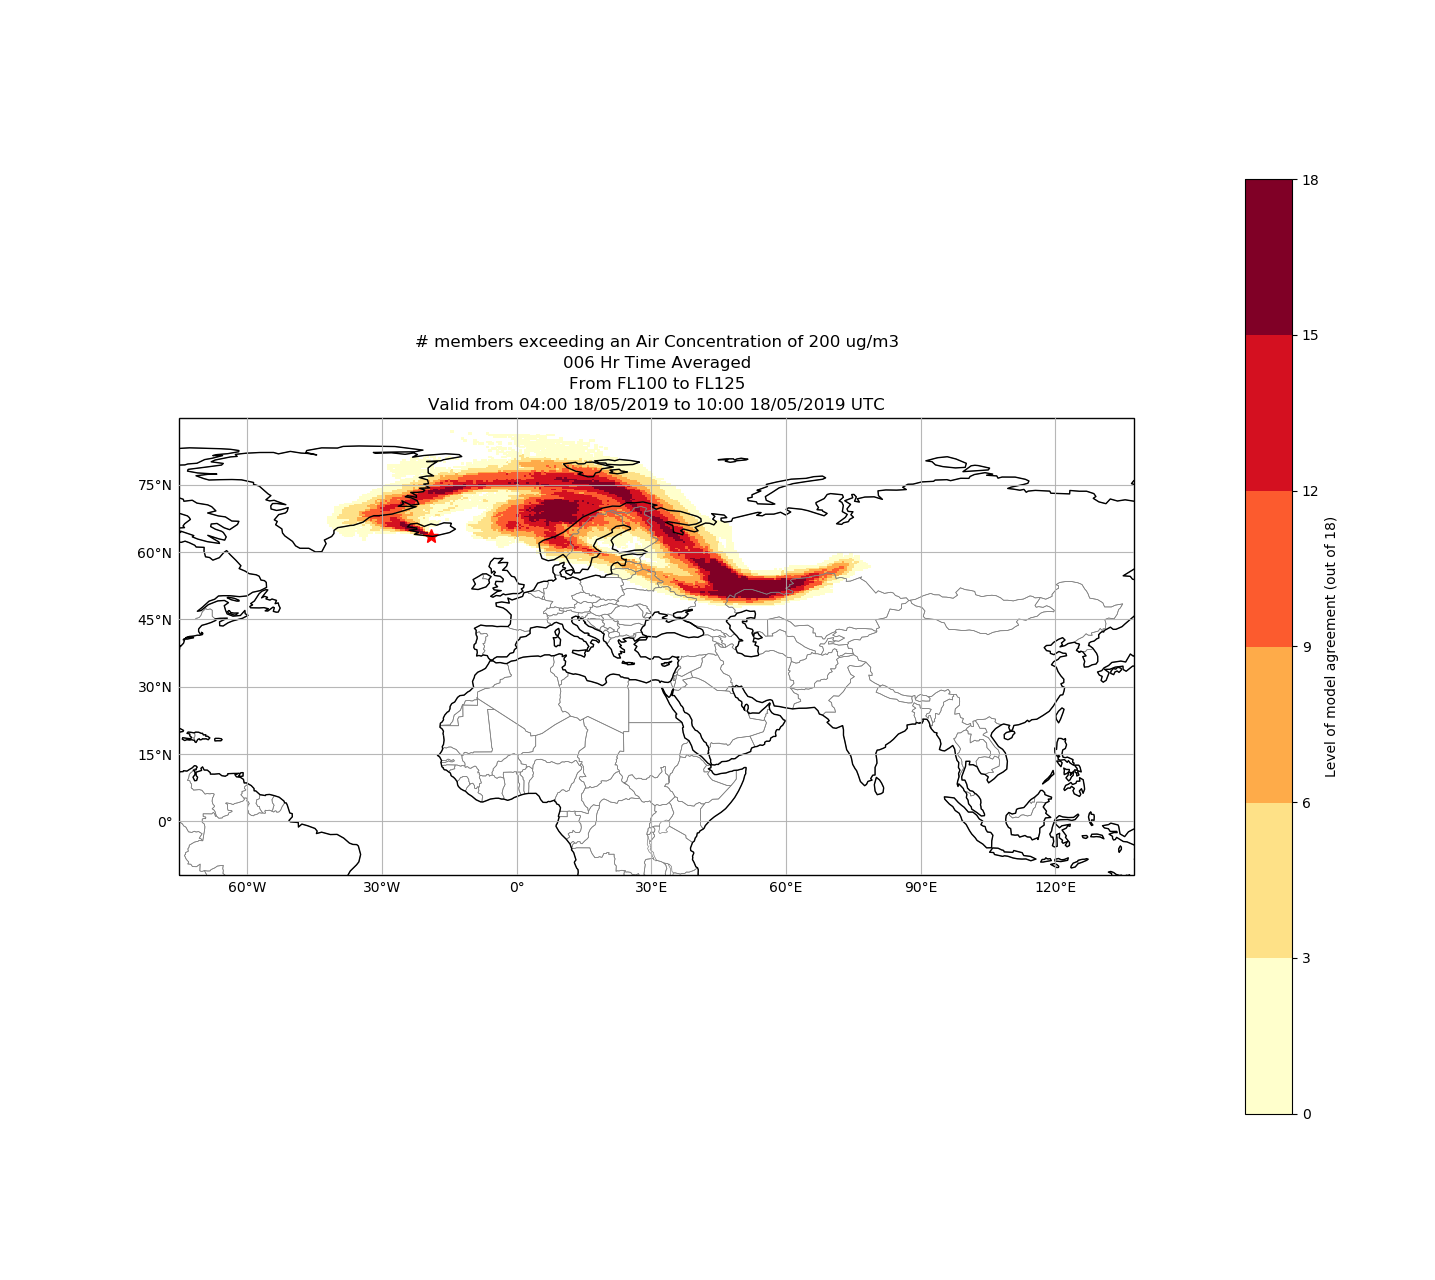 # members exceeding an Air Concentration of 200 ug/m3
006 Hr Time Averaged
From FL100 to FL125
Valid from 04:00 18/05/2019 to 10:00 18/05/2019 UTC
75°N
60°N
45°N
30°N
15°N
0°
60°W
30°W
0°
30°E
60°E
90°E
120°E
18
15
12
9
6
3
0
Level of model agreement (out of 18)